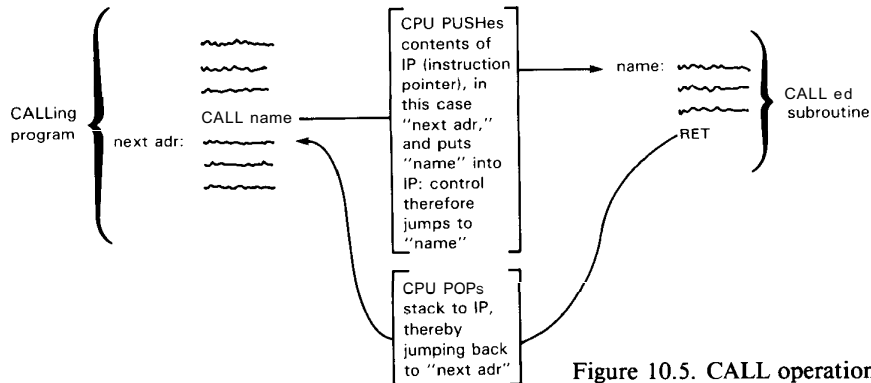 CALLing
program
CALL name
next adr:
CPU PUSHes
contents of
IP (instruction
pointer), in
this case
"next adr,"
and puts
"name" into
IP: control
therefore
jumps to
"name"
name:
RET
CALL ed
subroutine
CPU POPs
stack to IP,
thereby
jumping back
to "next adr"
Figure 10.5. CALL operation